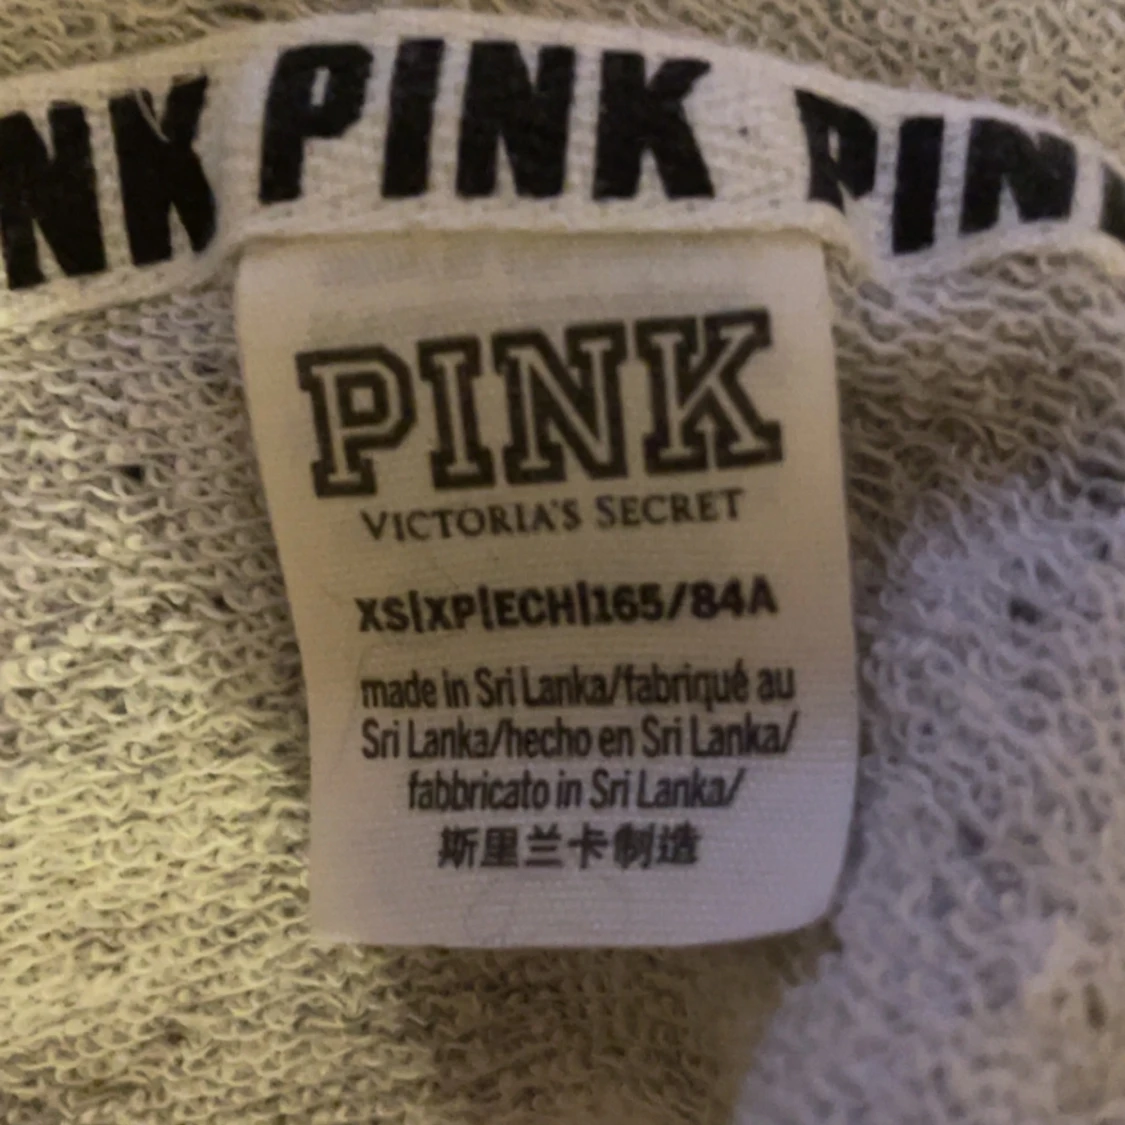 NK PINK PIN
PINK
VICTORIA'S SECRET
XS|XP|ECH|165/84A
made in Sri Lanka/fabriqué au
Sri Lanka/hecho en Sri Lanka/
fabbricato in Sri Lanka/
斯里兰卡制造